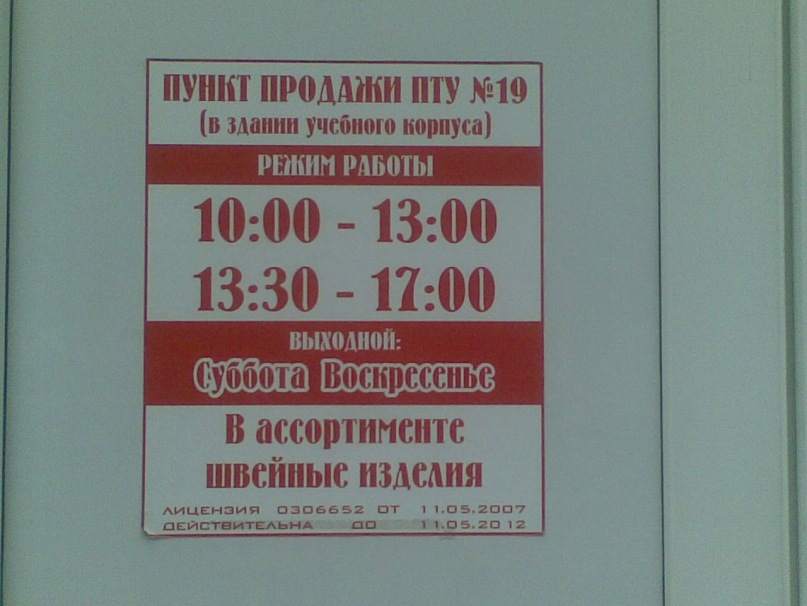 ПУНКТ ПРОДАЖИ ПТУ №19
(в здании учебного корпуса)
РЕЖИМ РАБОТЫ
10:00 - 13:00
13:30 - 17:00
ВЫХОДНОЙ:
Суббота Воскресенье
В ассортименте
швейные изделия
ЛИЦЕНЗИЯ 0306652 ОТ 11.05.2007
ДЕЙСТВИТЕЛЬНА ДО 11.05.2012